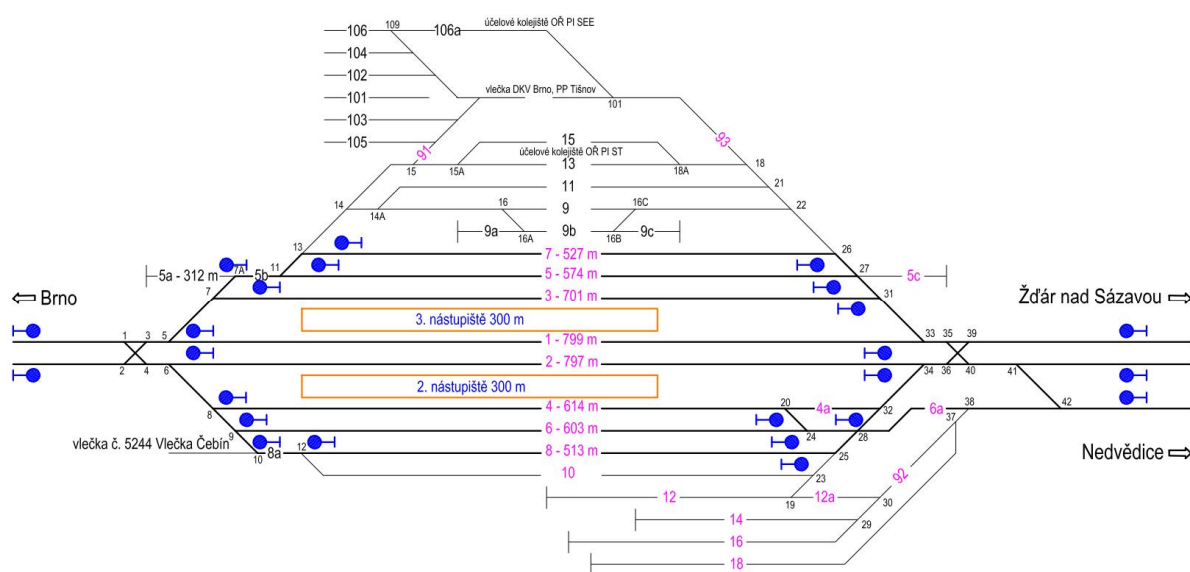 účelové kolejiště OŘ PI SEE
106 109 106a
104
102
vlečka DKV Brno, PP Tišnov
101 101
103
105 15
91 účelové kolejiště OŘ PI ST 93
15 15A 13 18A 18
11 21
14 14A 16 9 16C 22
9a 16A 9b 16B 9c
13 7 - 527 m 26
5a - 312 m 7A 5b 11 5 - 574 m 27 5c
7 3 - 701 m 31
Brno Žďár nad Sázavou
3. nástupiště 300 m
1 3 5 1 - 799 m 33 35 39
2 4 6 2 - 797 m 34 36 40 41
2. nástupiště 300 m
8 4 - 614 m 20 4a 32 6a 38 42
9 6 - 603 m 24 28 37
vlečka č. 5244 Vlečka Čebín
10 8a 12 8 - 513 m 25 Nedvědice
10 23 92
12 19 12a 30
14 29
16
18